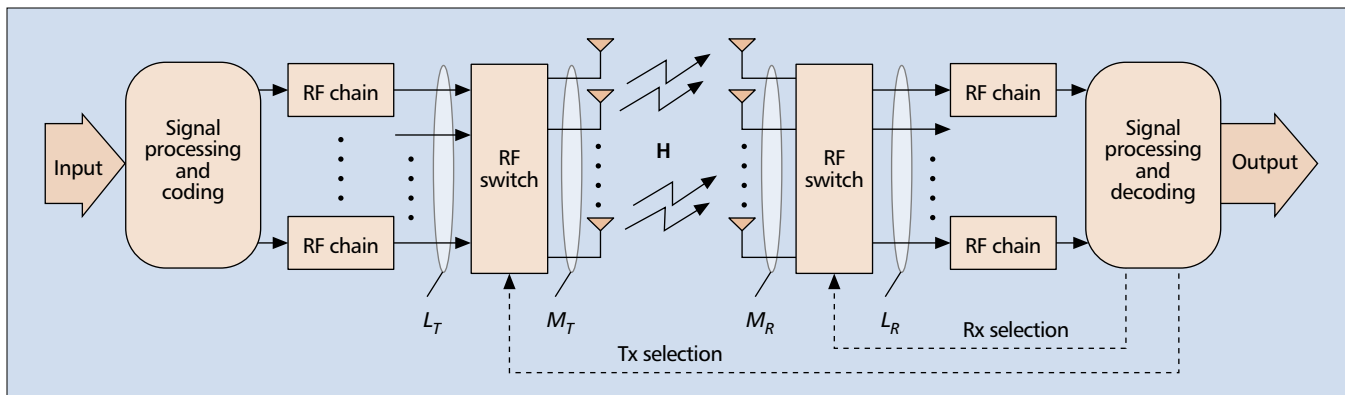 Input
Signal
processing
and
coding
RF chain
RF chain
L_T
RF
switch
M_T
H
M_R
RF
switch
L_R
RF chain
RF chain
Signal
processing
and
decoding
Output
Rx selection
Tx selection